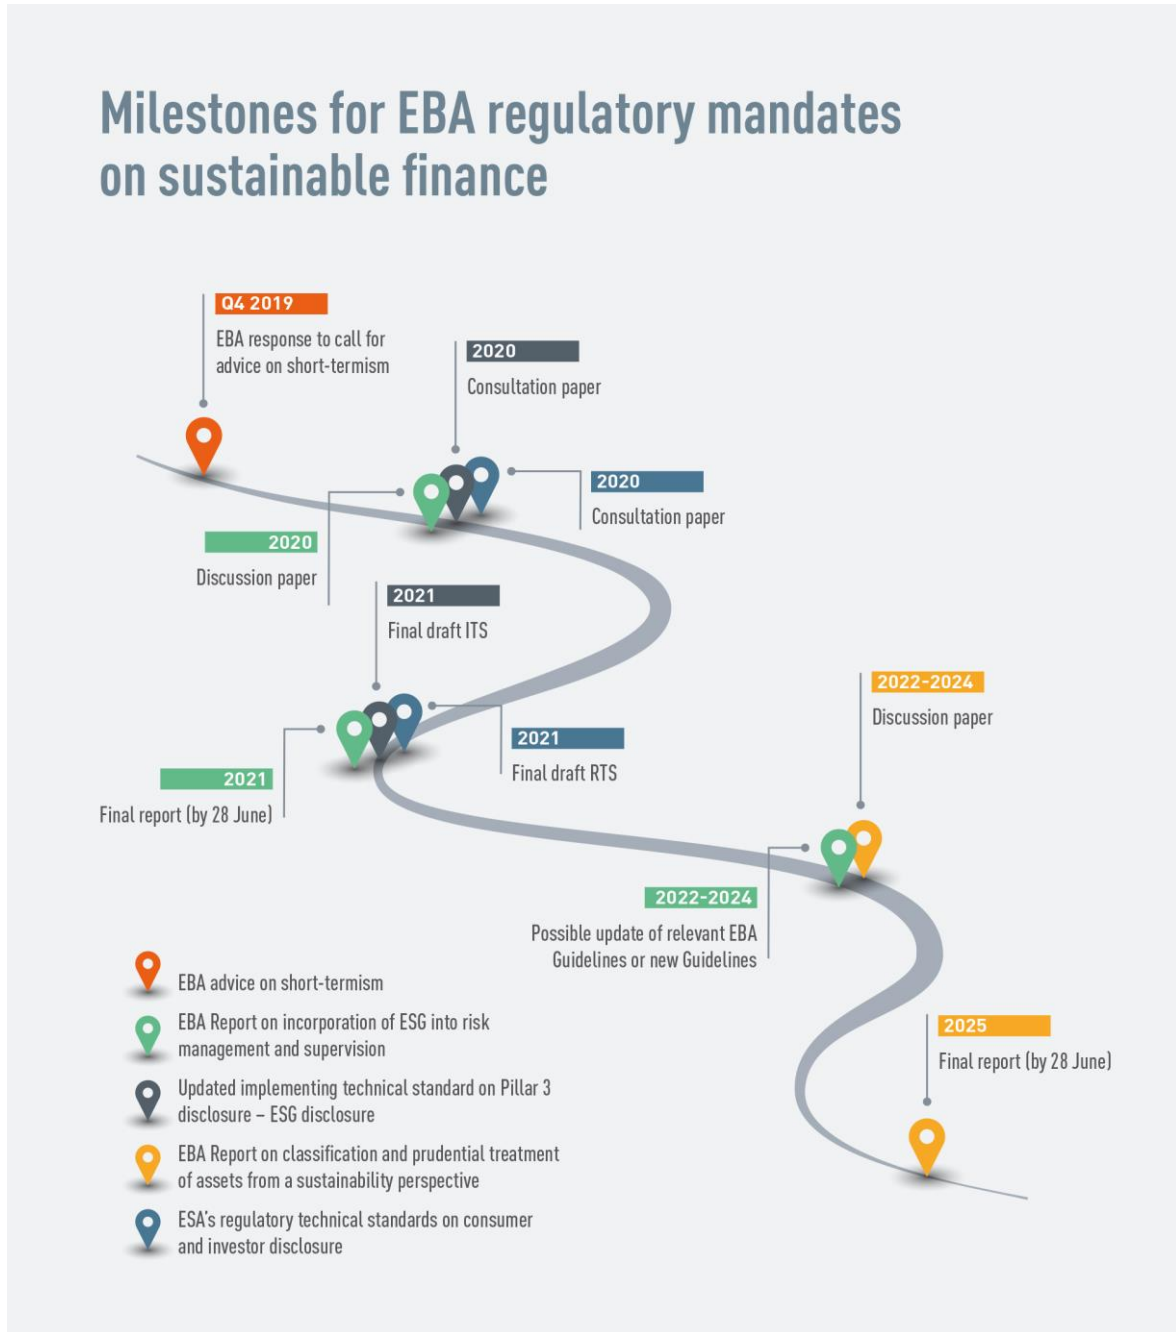 Milestones for EBA regulatory mandates
on sustainable finance
Q4 2019
EBA response to call for
advice on short-termism
2020
Consultation paper
2020
Consultation paper
2020
Discussion paper
2021
Final draft ITS
2021
Final draft RTS
2021
Final report (by 28 June)
2022-2024
Discussion paper
2022-2024
Possible update of relevant EBA
Guidelines or new Guidelines
2025
Final report (by 28 June)
EBA advice on short-termism
EBA Report on incorporation of ESG into risk
management and supervision
Updated implementing technical standard on Pillar 3
disclosure – ESG disclosure
EBA Report on classification and prudential treatment
of assets from a sustainability perspective
ESA’s regulatory technical standards on consumer
and investor disclosure